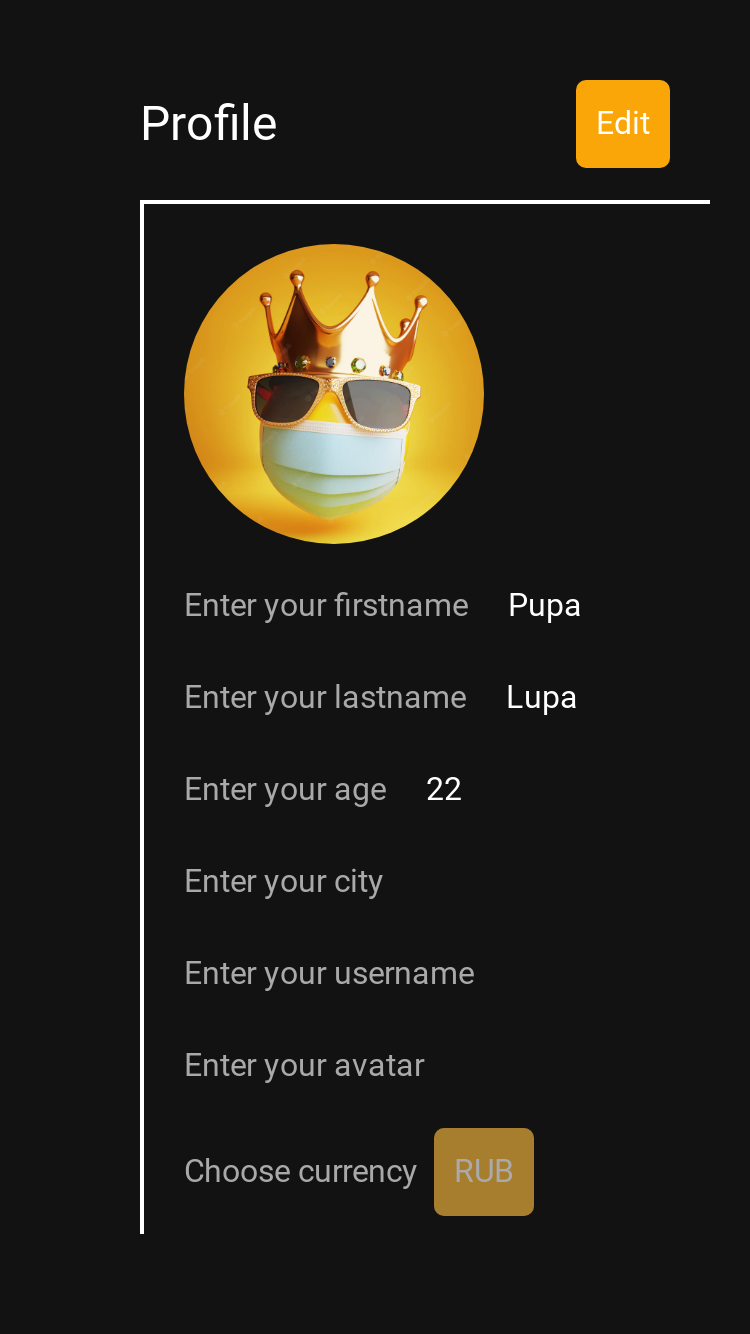 Profile
Edit
Enter your firstname Pupa
Enter your lastname Lupa
Enter your age 22
Enter your city
Enter your username
Enter your avatar
Choose currency RUB